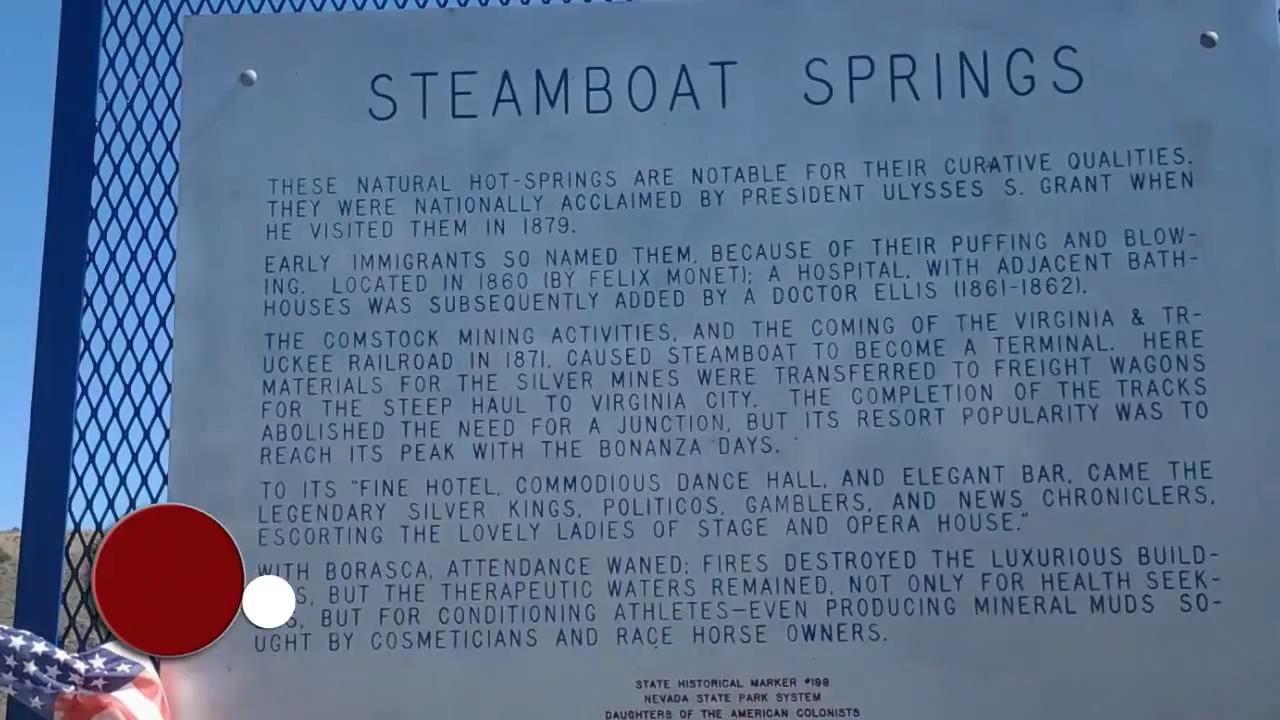 STEAMBOAT SPRINGS
THESE NATURAL HOT-SPRINGS ARE NOTABLE FOR THEIR CURATIVE QUALITIES.
THEY WERE NATIONALLY ACCLAIMED BY PRESIDENT ULYSSES S. GRANT WHEN
HE VISITED THEM IN 1879.
EARLY IMMIGRANTS SO NAMED THEM, BECAUSE OF THEIR PUFFING AND BLOW-
ING. LOCATED IN 1860 (BY FELIX MONET); A HOSPITAL, WITH ADJACENT BATH-
HOUSES WAS SUBSEQUENTLY ADDED BY A DOCTOR ELLIS (1861-1862).
THE COMSTOCK MINING ACTIVITIES, AND THE COMING OF THE VIRGINIA & TR-
UCKEE RAILROAD IN 1871, CAUSED STEAMBOAT TO BECOME A TERMINAL. HERE
MATERIALS FOR THE SILVER MINES WERE TRANSFERRED TO FREIGHT WAGONS
FOR THE STEEP HAUL TO VIRGINIA CITY. THE COMPLETION OF THE TRACKS
ABOLISHED THE NEED FOR A JUNCTION, BUT ITS RESORT POPULARITY WAS TO
REACH ITS PEAK WITH THE BONANZA DAYS.
TO ITS "FINE HOTEL, COMMODIOUS DANCE HALL, AND ELEGANT BAR, CAME THE
LEGENDARY SILVER KINGS, POLITICOS, GAMBLERS, AND NEWS CHRONICLERS,
ESCORTING THE LOVELY LADIES OF STAGE AND OPERA HOUSE."
WITH BORASCA, ATTENDANCE WANED; FIRES DESTROYED THE LUXURIOUS BUILD-
S, BUT THE THERAPEUTIC WATERS REMAINED, NOT ONLY FOR HEALTH SEEK-
S, BUT FOR CONDITIONING ATHLETES—EVEN PRODUCING MINERAL MUDS SO-
UGHT BY COSMETICIANS AND RACE HORSE OWNERS.
STATE HISTORICAL MARKER #198
NEVADA STATE PARK SYSTEM
DAUGHTERS OF THE AMERICAN COLONISTS